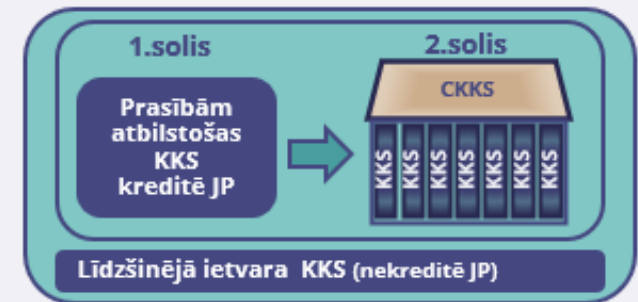 1.solis
Prasībām
atbilstošas
KKS
kreditē JP
2.solis
CKKS
KKS KKS KKS KKS KKS KKS KKS
Līdzšinējā ietvara KKS (nekreditē JP)